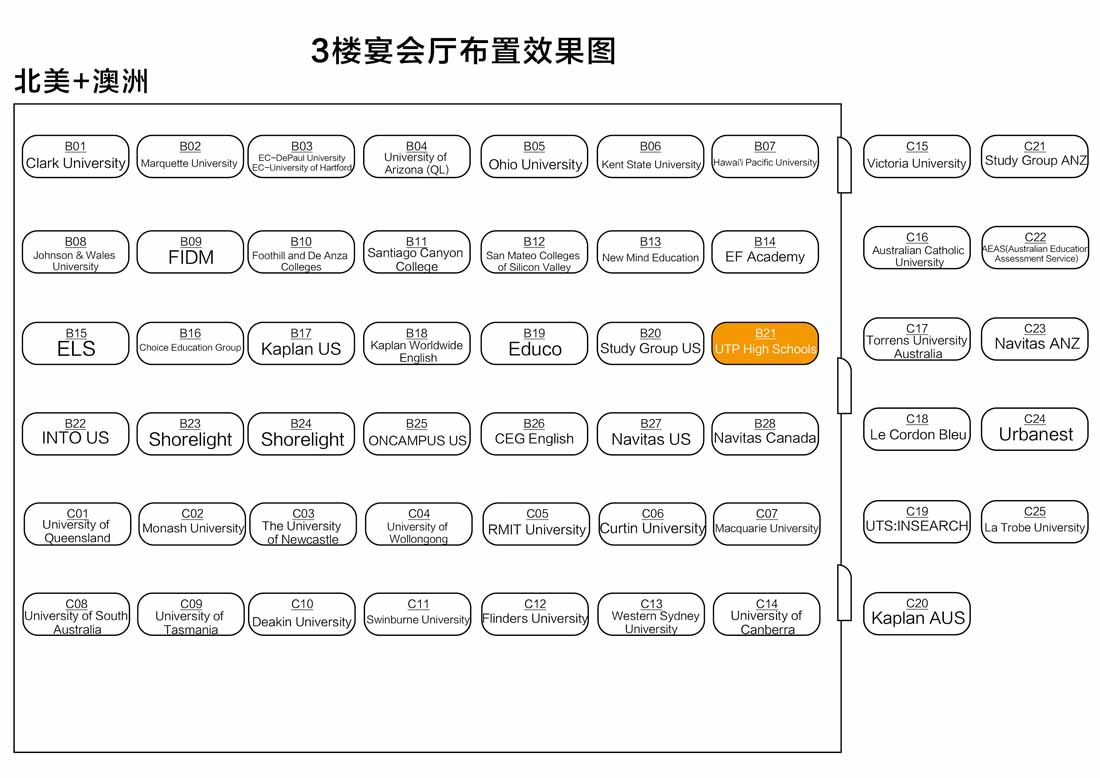 3楼宴会厅布置效果图
北美+澳洲
B01
Clark University
B02
Marquette University
B03
EC-DePaul University
EC-University of Hartford
B04
University of
Arizona (QL)
B05
Ohio University
B06
Kent State University
B07
Hawai'i Pacific University
C15
Victoria University
C21
Study Group ANZ
B08
Johnson & Wales
University
B09
FIDM
B10
Foothill and De Anza
Colleges
B11
Santiago Canyon
College
B12
San Mateo Colleges
of Silicon Valley
B13
New Mind Education
B14
EF Academy
C16
Australian Catholic
University
C22
AEAS(Australian Education
Assessment Service)
B15
ELS
B16
Choice Education Group
B17
Kaplan US
B18
Kaplan Worldwide
English
B19
Educo
B20
Study Group US
B21
UTP High Schools
C17
Torrens University
Australia
C23
Navitas ANZ
B22
INTO US
B23
Shorelight
B24
Shorelight
B25
ONCAMPUS US
B26
CEG English
B27
Navitas US
B28
Navitas Canada
C18
Le Cordon Bleu
C24
Urbanest
C01
University of
Queensland
C02
Monash University
C03
The University
of Newcastle
C04
University of
Wollongong
C05
RMIT University
C06
Curtin University
C07
Macquarie University
C19
UTS:INSEARCH
C25
La Trobe University
C08
University of South
Australia
C09
University of
Tasmania
C10
Deakin University
C11
Swinburne University
C12
Flinders University
C13
Western Sydney
University
C14
University of
Canberra
C20
Kaplan AUS